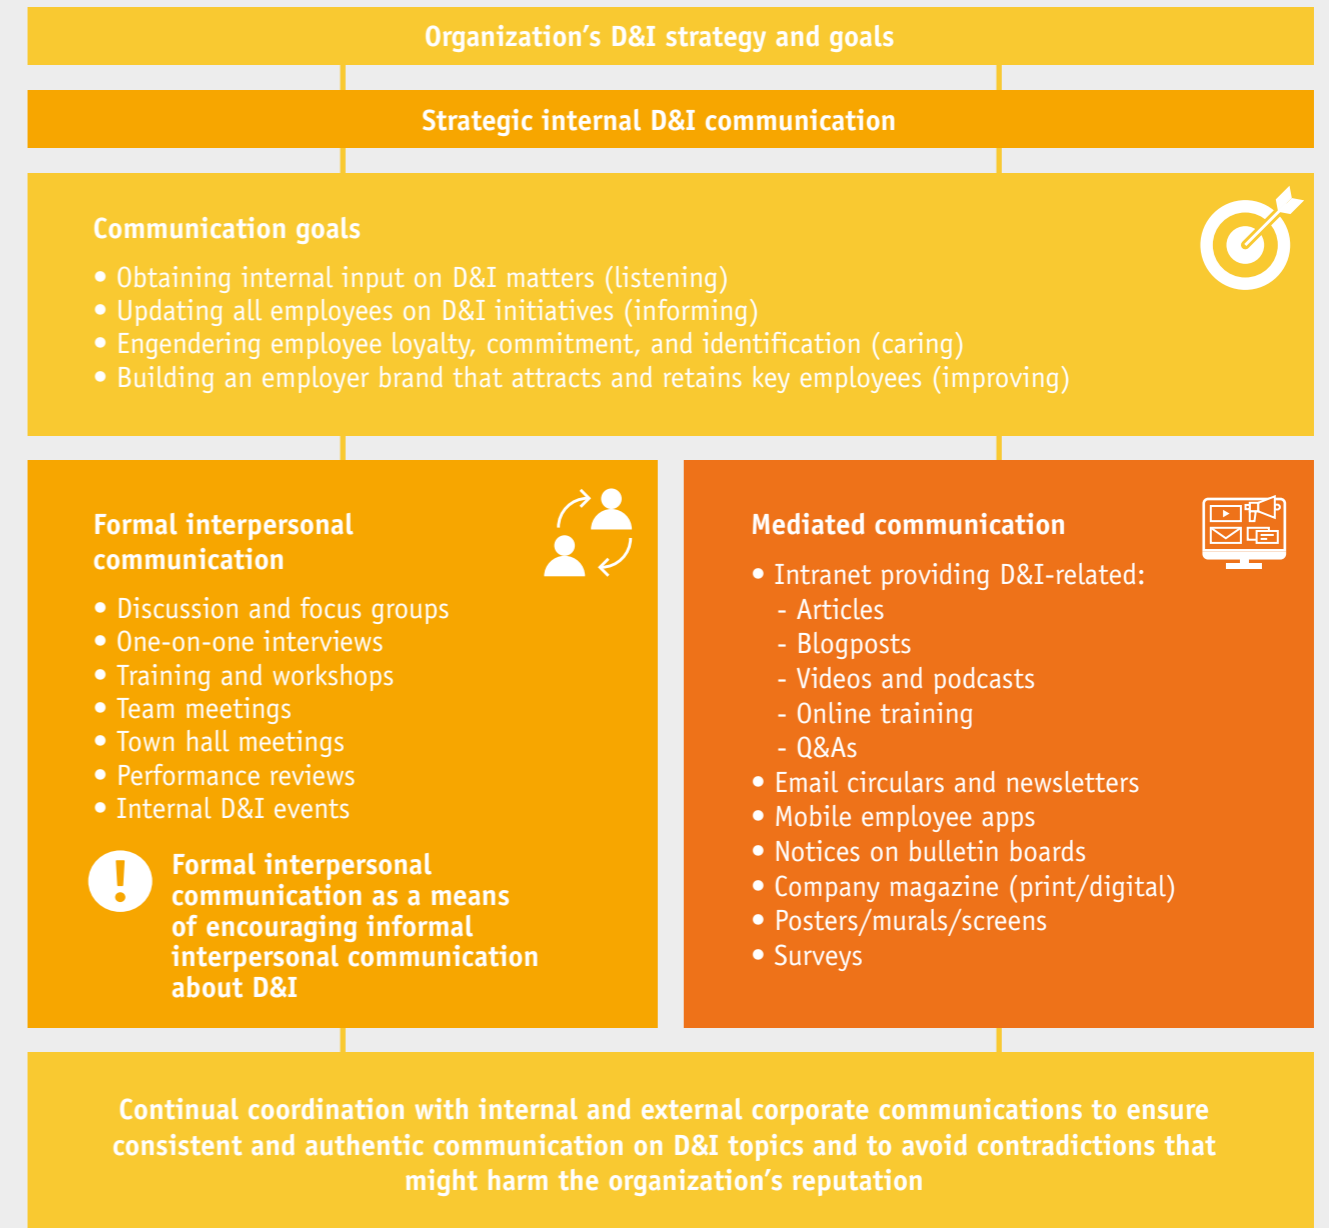 Organization's D&I strategy and goals
Strategic internal D&I communication
Communication goals
• Obtaining internal input on D&I matters (listening)
• Updating all employees on D&I initiatives (informing)
• Engendering employee loyalty, commitment, and identification (caring)
• Building an employer brand that attracts and retains key employees (improving)
Formal interpersonal
communication
• Discussion and focus groups
• One-on-one interviews
• Training and workshops
• Team meetings
• Town hall meetings
• Performance reviews
• Internal D&I events
!
Formal interpersonal
communication as a means
of encouraging informal
interpersonal communication
about D&I
Mediated communication
• Intranet providing D&I-related:
- Articles
- Blogposts
- Videos and podcasts
- Online training
- Q&As
• Email circulars and newsletters
• Mobile employee apps
• Notices on bulletin boards
• Company magazine (print/digital)
• Posters/murals/screens
• Surveys
Continual coordination with internal and external corporate communications to ensure
consistent and authentic communication on D&I topics and to avoid contradictions that
might harm the organization's reputation